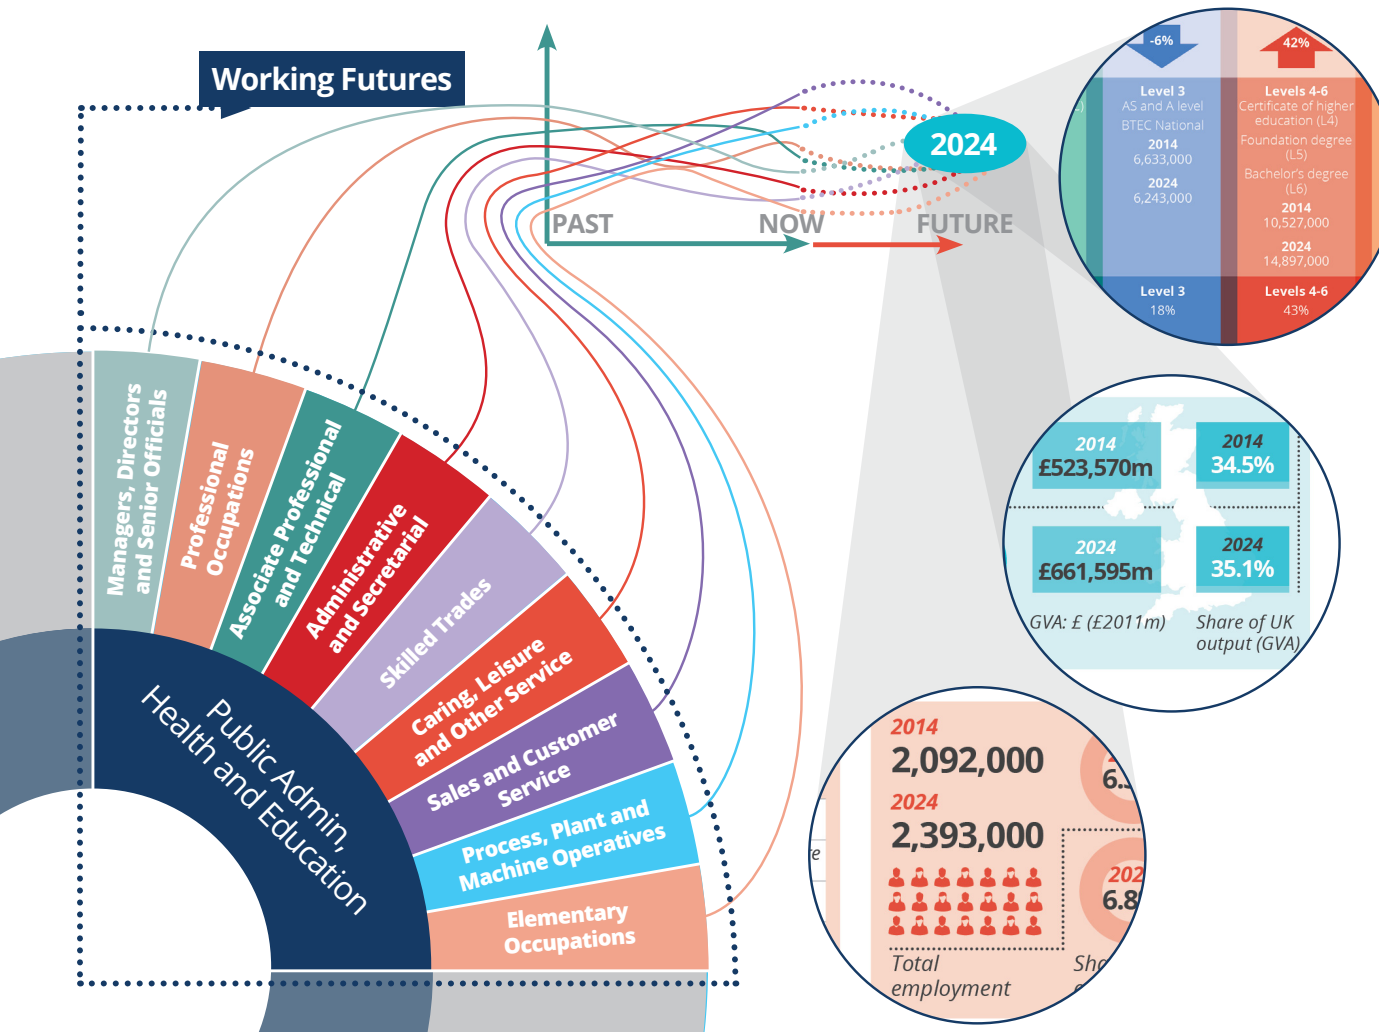 Working Futures
PAST
NOW
FUTURE
2024
Managers, Directors
and Senior Officials
Professional
Occupations
Associate Professional
and Technical
Administrative
and Secretarial
Skilled Trades
Caring, Leisure
and Other Service
Sales and Customer
Service
Process, Plant and
Machine Operatives
Elementary
Occupations
Public Admin,
Health and Education
-6%
Level 3
AS and A level
BTEC National
2014
6,633,000
2024
6,243,000
Level 3
18%
42%
Levels 4-6
Certificate of higher
education (L4)
Foundation degree
(L5)
Bachelor's degree
(L6)
2014
10,527,000
2024
14,897,000
Levels 4-6
43%
2014
£523,570m
2024
£661,595m
GVA: £ (£2011m)
2014
34.5%
2024
35.1%
Share of UK
output (GVA)
2014
2,092,000
2024
2,393,000
Total
employment